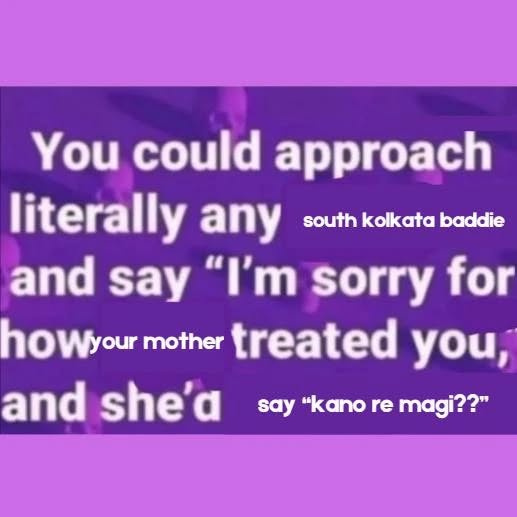 You could approach
literally any south kolkata baddie
and say “I’m sorry for
how your mother treated you,
and she’d say “kano re magi??”